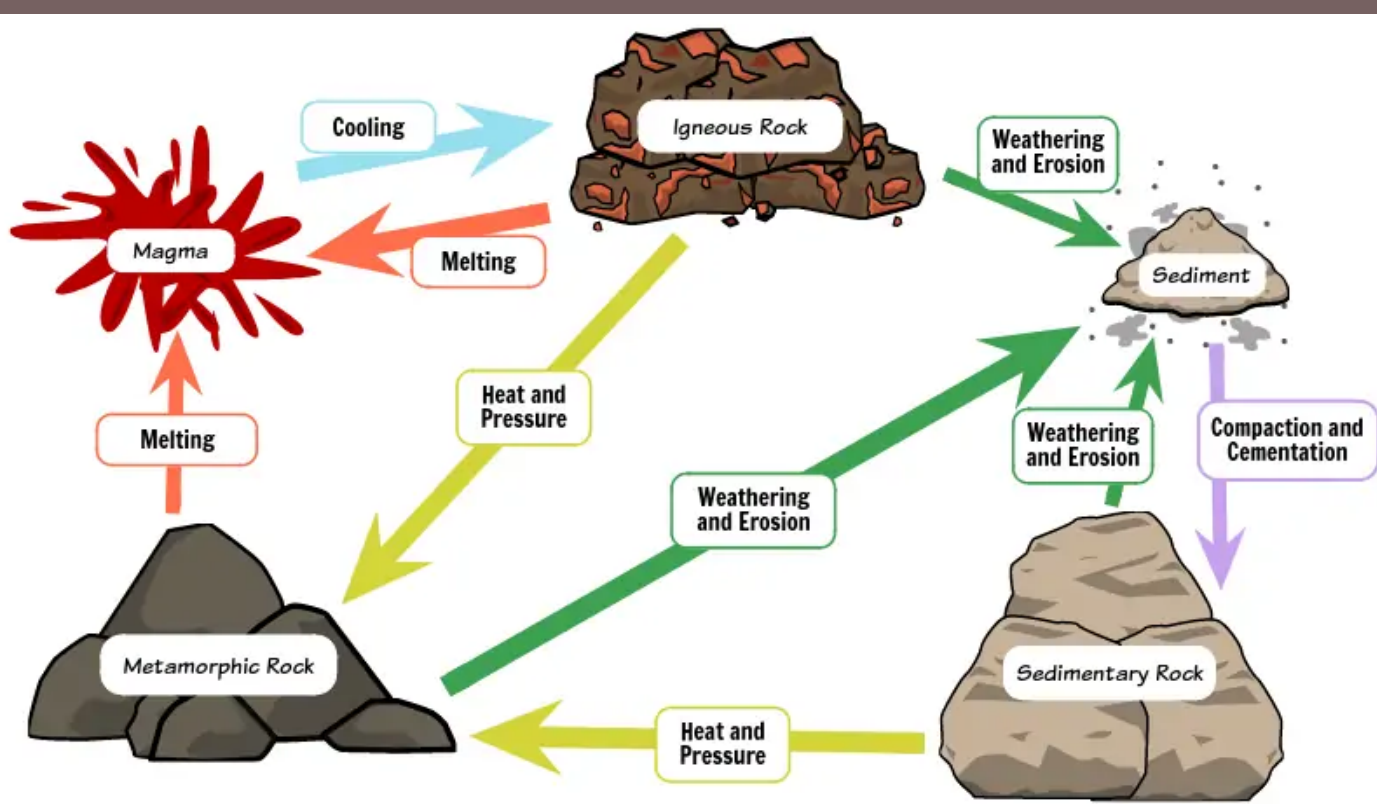 Cooling
Igneous Rock
Weathering
and Erosion
Magma
Melting
Sediment
Heat and
Pressure
Melting
Weathering
and Erosion
Compaction and
Cementation
Weathering
and Erosion
Metamorphic Rock
Sedimentary Rock
Heat and
Pressure